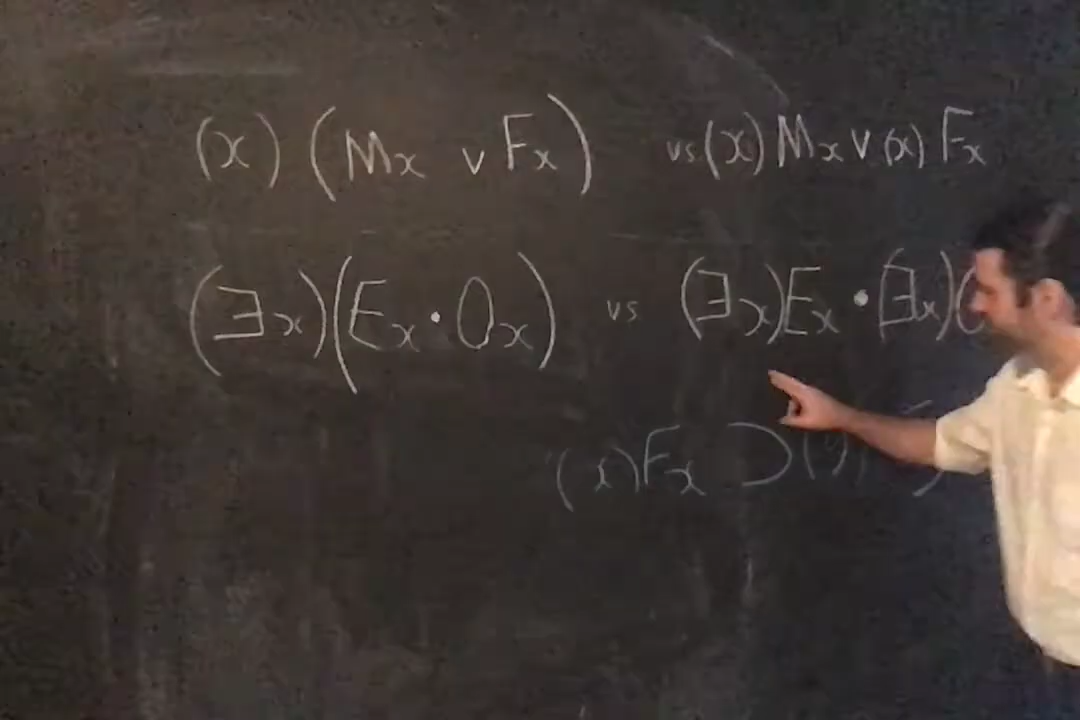 (x) (Mx v Fx) vs (x) Mx v (x) Fx
(∃x)(Ex · Ox) vs (∃x)Ex · (∃x)(
(x)Fx ⊃ (y)